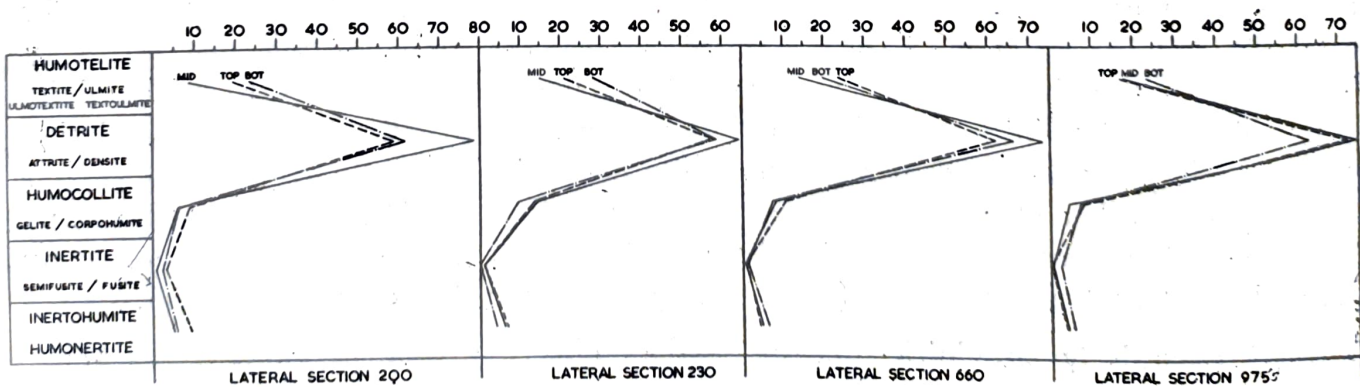 10 20 30 40 50 60 70 80 10 20 30 40 50 60 10 20 30 40 50 60 70 10 20 30 40 50 60 70
HUMOTELITE
MID TOP BOT MID TOP BOT MID BOT TOP TOP MID BOT
TEXTITE/ULMITE
ULMOTEXTITE TEXTOULMITE
DETRITE
ATTRITE/DENSITE
HUMOCOLLITE
GELITE/CORPOHUMITE
INERTITE
SEMIFUSITE/FUSITE
INERTOHUMITE
HUMONERTITE
LATERAL SECTION 200 LATERAL SECTION 230 LATERAL SECTION 660 LATERAL SECTION 975